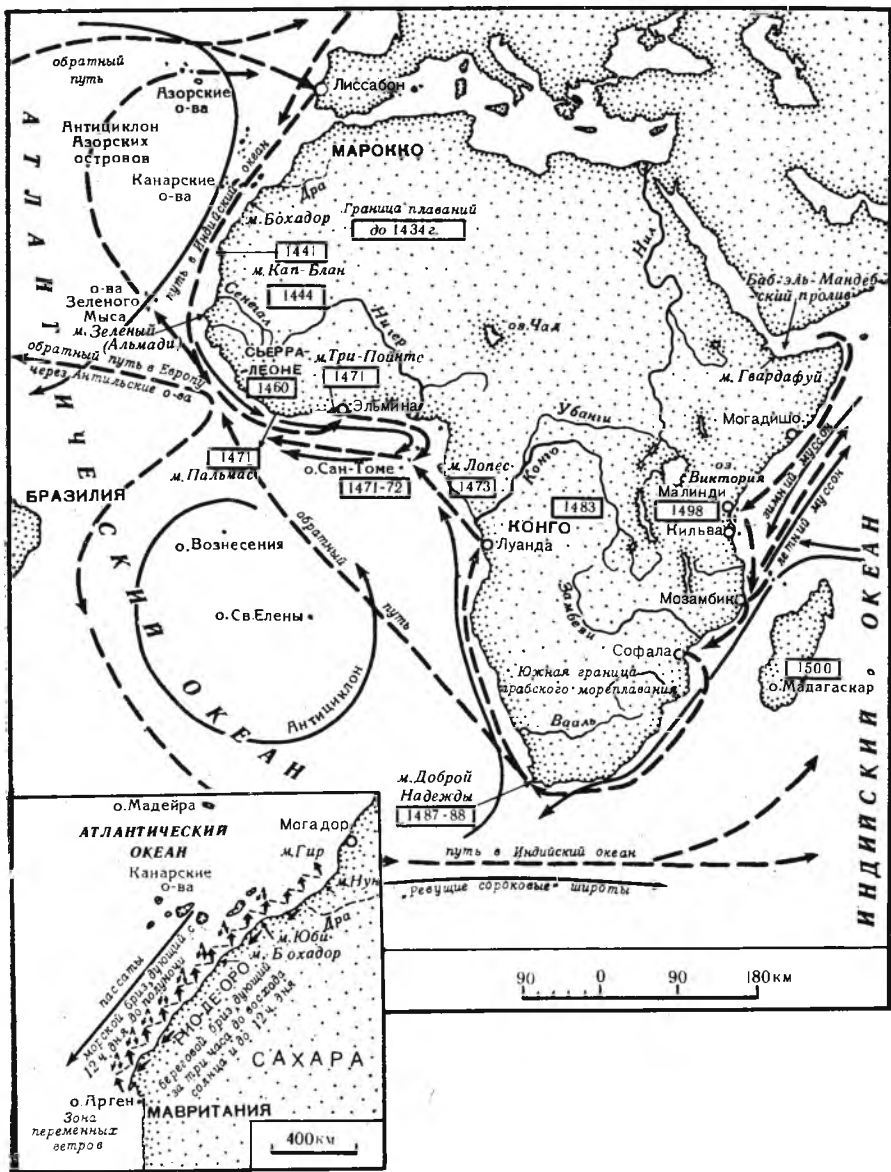 обратный
путь
Азорские
о-ва
Лиссабон
Антициклон
Азорских
островов
Канарские
о-ва
АТЛАНТИЧЕСКИЙ ОКЕАН
путь в Индийский океан
МАРОККО
Дра
м. Бохадор
Граница плаваний
до 1434 г.
1441
м. Кап-Блан
1444
Нил
о-ва
Зеленого
Мыса
м. Зеленый
(Альмади)
Сенегал
Нигер
оз. Чад
Баб-эль-Мандеб-
ский пролив
обратный путь в Европу
через Антильские о-ва
СЬЕРРА-
ЛЕОНЕ
1460
м. Три-Пойнтс
1471
Эльмина
м. Гвардафуй
Могадишо
Убанги
1471
м. Пальмас
о. Сан-Томе
1471-72
м. Лопес
1473
Конго
1483
оз.
Виктория
Малинди
1498
Кильва
зимний муссон
летний муссон
БРАЗИЛИЯ
о. Вознесения
обратный
путь
КОНГО
Луанда
о. Св. Елены
Замбези
Мозамбик
Антициклон
Софала
Южная граница
арабского мореплавания
Вааль
1500
о. Мадагаскар
ИНДИЙСКИЙ ОКЕАН
м. Доброй
Надежды
1487-88
путь в Индийский океан
„ревущие сороковые" широты
90 0 90 180 км
о. Мадейра
АТЛАНТИЧЕСКИЙ
ОКЕАН
Канарские
о-ва
Могадор
м. Гир
м. Нун
Дра
м. Юби
м. Бохадор
пассаты
морской бриз, дующий с
12 ч. дня до полуночи
РИО-ДЕ-ОРО
береговой бриз, дующий
за три часа до восхода
солнца и до 12 ч. дня
САХАРА
о. Арген
Зона
переменных
ветров
МАВРИТАНИЯ
400 км